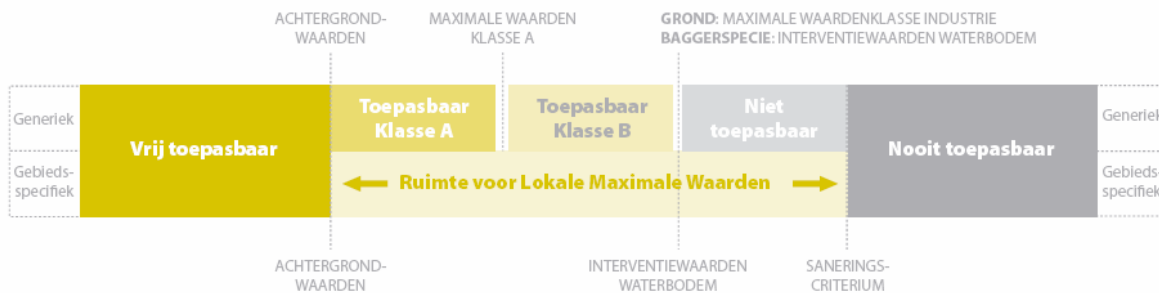 ACHTERGROND-
WAARDEN
MAXIMALE WAARDEN
KLASSE A
GROND: MAXIMALE WAARDENKLASSE INDUSTRIE
BAGGERSPECIE: INTERVENTIEWAARDEN WATERBODEM
Generiek
Gebieds-
specifiek
Vrij toepasbaar
Toepasbaar
Klasse A
Toepasbaar
Klasse B
Niet
toepasbaar
Ruimte voor Lokale Maximale Waarden
Nooit toepasbaar
Generiek
Gebieds-
specifiek
ACHTERGROND-
WAARDEN
INTERVENTIEWAARDEN
WATERBODEM
SANERINGS-
CRITERIUM